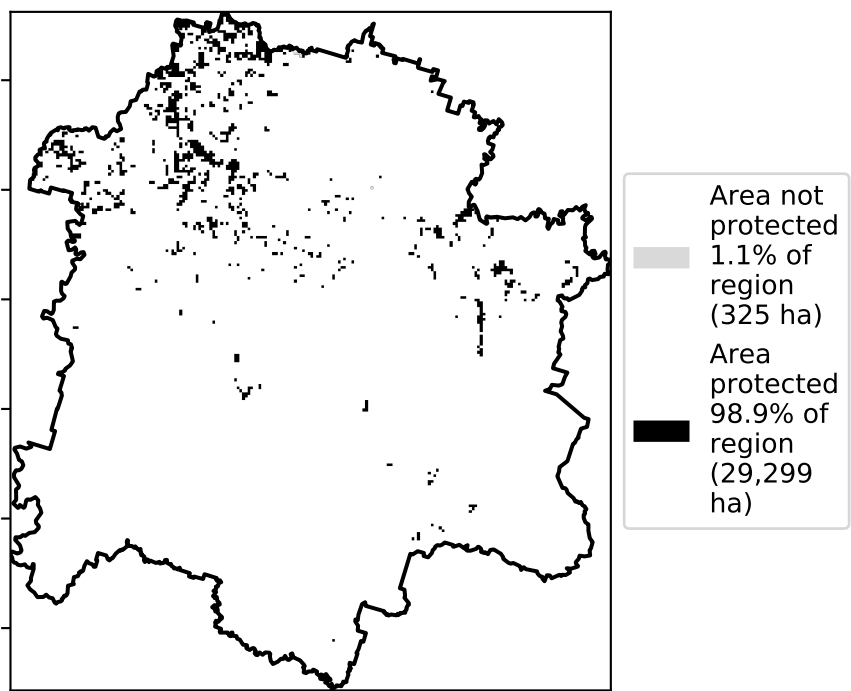 Area not
protected
1.1% of
region
(325 ha)
Area
protected
98.9% of
region
(29,299
ha)